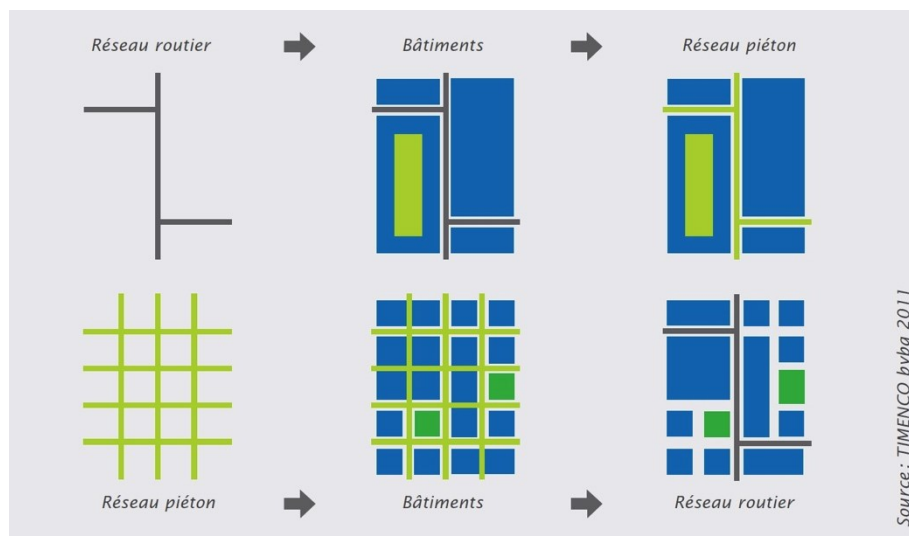 Réseau routier
Bâtiments
Réseau piéton
Réseau piéton
Bâtiments
Réseau routier
Source: TIMENCO bvba 2011